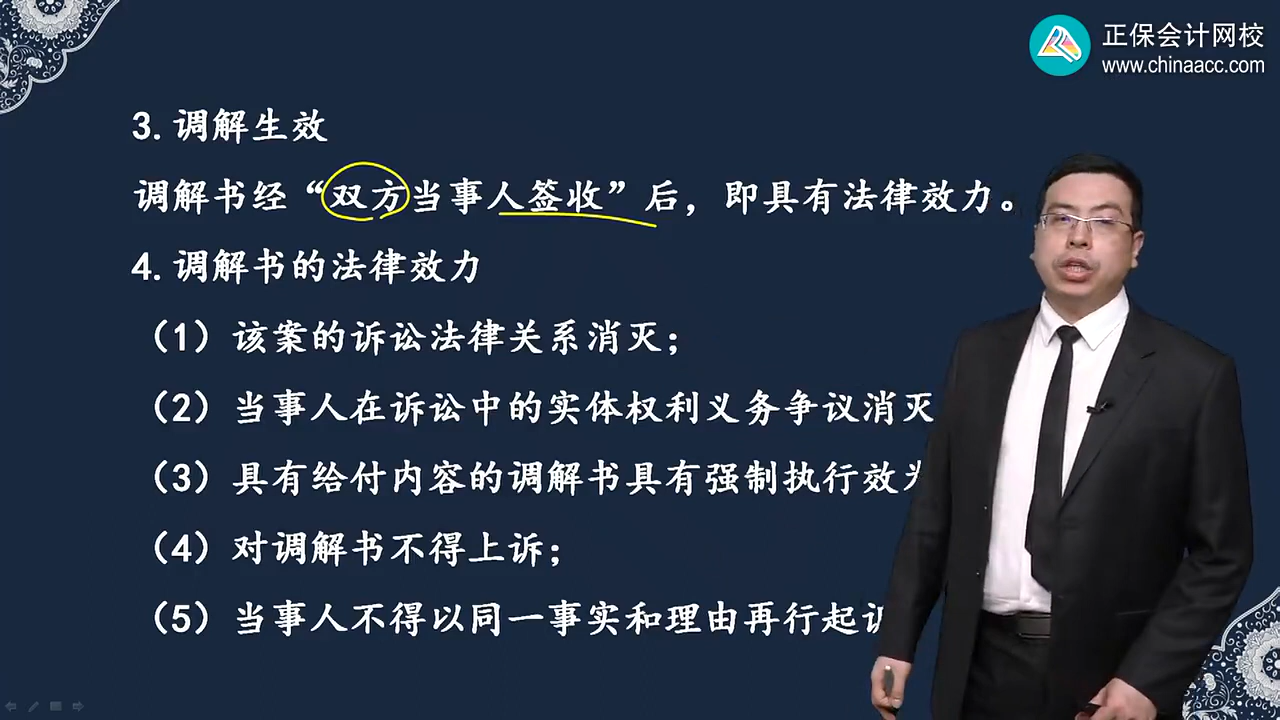 正保会计网校
www.chinaacc.com
3.调解生效
调解书经“双方当事人签收”后，即具有法律效力。
4.调解书的法律效力
（1）该案的诉讼法律关系消灭；
（2）当事人在诉讼中的实体权利义务争议消灭
（3）具有给付内容的调解书具有强制执行效
（4）对调解书不得上诉；
（5）当事人不得以同一事实和理由再行起